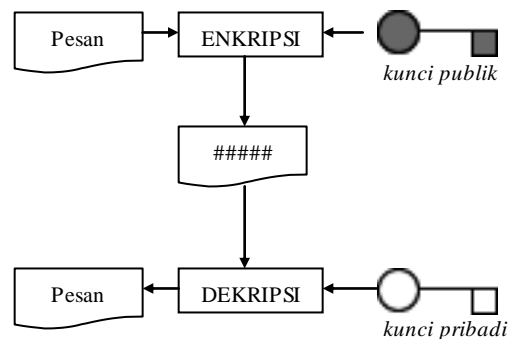 Pesan
ENKRIPSI
kunci publik
#####
Pesan
DEKRIPSI
kunci pribadi